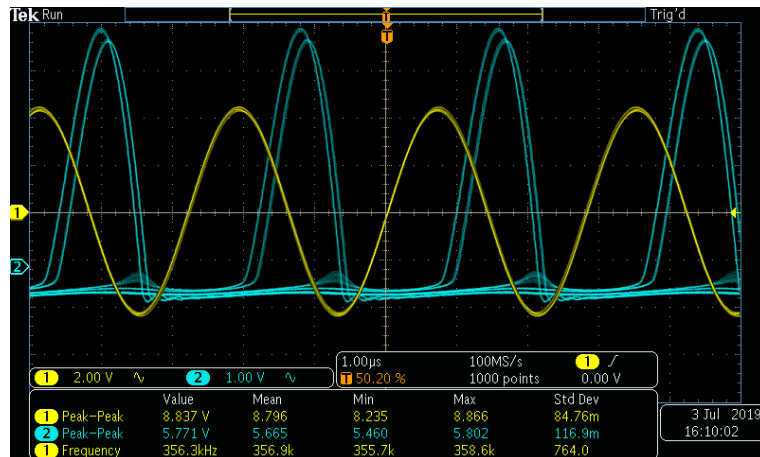 Tek Run Trig'd
T
T
1
2
1 2.00 V ∿ 2 1.00 V ∿
1.00µs 100MS/s 1 ∫
T 50.20 % 1000 points 0.00 V
Value Mean Min Max Std Dev
1 Peak–Peak 8.837 V 8.796 8.235 8.866 84.76m
2 Peak–Peak 5.771 V 5.665 5.460 5.802 116.9m
1 Frequency 356.3kHz 356.9k 355.7k 358.6k 764.0
3 Jul 2019
16:10:02